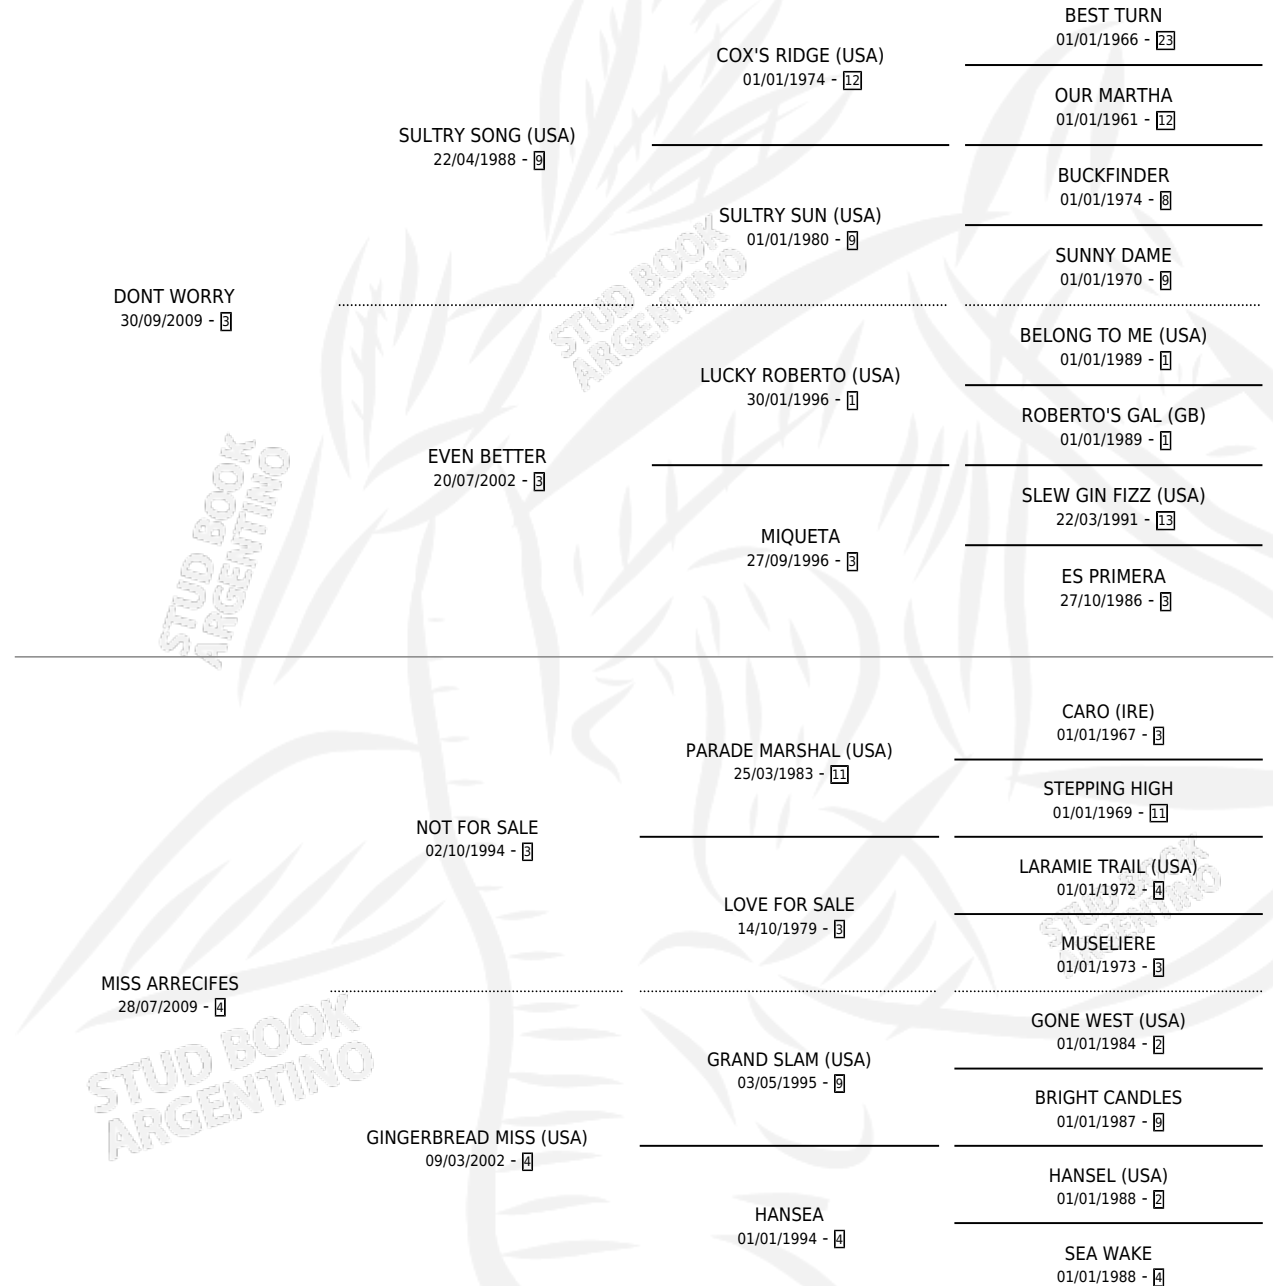 BEST TURN
01/01/1966 - 23
COX'S RIDGE (USA)
01/01/1974 - 12
OUR MARTHA
01/01/1961 - 12
SULTRY SONG (USA)
22/04/1988 - 9
BUCKFINDER
01/01/1974 - 8
SULTRY SUN (USA)
01/01/1980 - 9
SUNNY DAME
01/01/1970 - 9
DONT WORRY
30/09/2009 - 3
STUD BOOK
ARGENTINO
BELONG TO ME (USA)
01/01/1989 - 1
LUCKY ROBERTO (USA)
30/01/1996 - 1
ROBERTO'S GAL (GB)
01/01/1989 - 1
EVEN BETTER
20/07/2002 - 3
SLEW GIN FIZZ (USA)
22/03/1991 - 13
MIQUETA
27/09/1996 - 3
ES PRIMERA
27/10/1986 - 3
STUD BOOK
ARGENTINO
CARO (IRE)
01/01/1967 - 3
PARADE MARSHAL (USA)
25/03/1983 - 11
STEPPING HIGH
01/01/1969 - 11
NOT FOR SALE
02/10/1994 - 3
LARAMIE TRAIL (USA)
01/01/1972 - 4
LOVE FOR SALE
14/10/1979 - 3
STUD BOOK
ARGENTINO
MUSELIERE
01/01/1973 - 3
MISS ARRECIFES
28/07/2009 - 4
GONE WEST (USA)
01/01/1984 - 2
GRAND SLAM (USA)
03/05/1995 - 9
BRIGHT CANDLES
01/01/1987 - 9
STUD BOOK
ARGENTINO
GINGERBREAD MISS (USA)
09/03/2002 - 4
HANSEL (USA)
01/01/1988 - 2
HANSEA
01/01/1994 - 4
SEA WAKE
01/01/1988 - 4